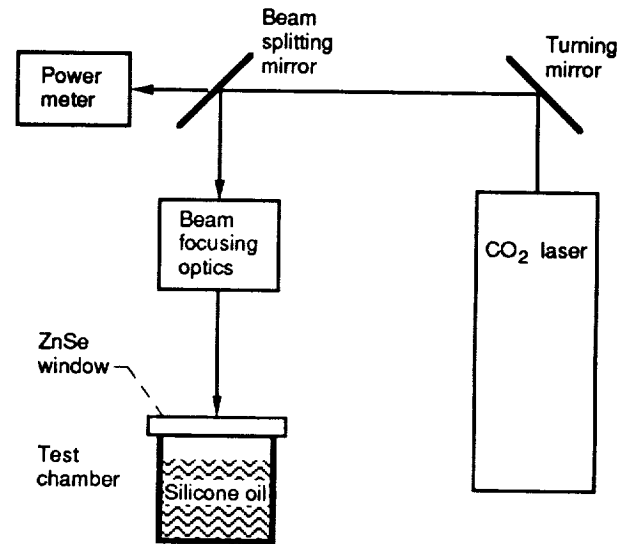 Beam
splitting
mirror
Turning
mirror
Power
meter
Beam
focusing
optics
CO₂ laser
ZnSe
window
Test
chamber
Silicone oil